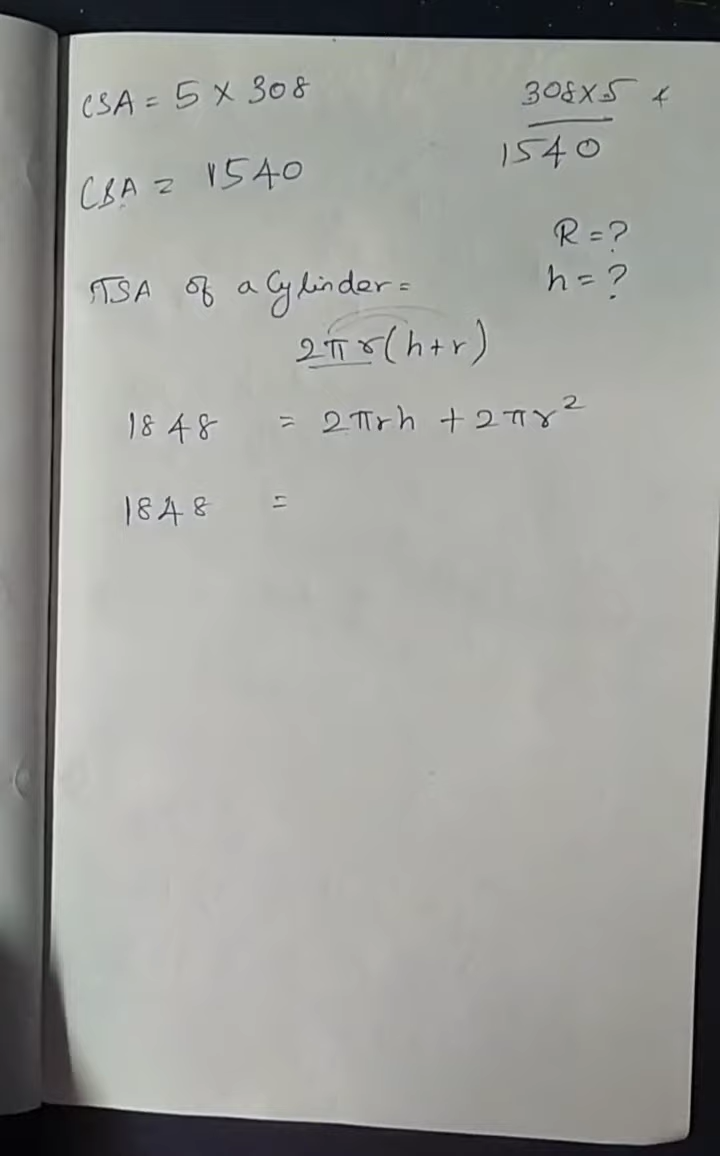 CSA = 5 × 308
308×5
1540
CSA = 1540
R = ?
h = ?
TSA of a Cylinder =
2πr(h+r)
1848 = 2πrh + 2πr²
1848 =